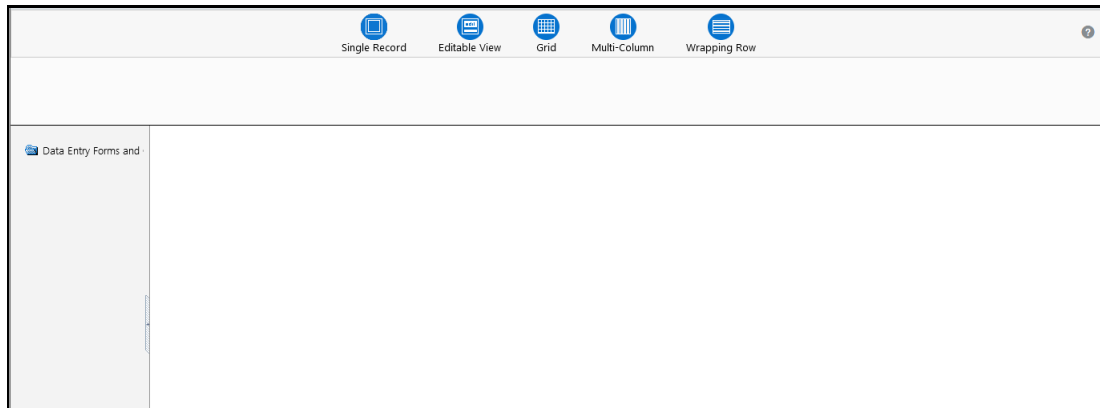 Single Record Editable View Grid Multi-Column Wrapping Row
Data Entry Forms and